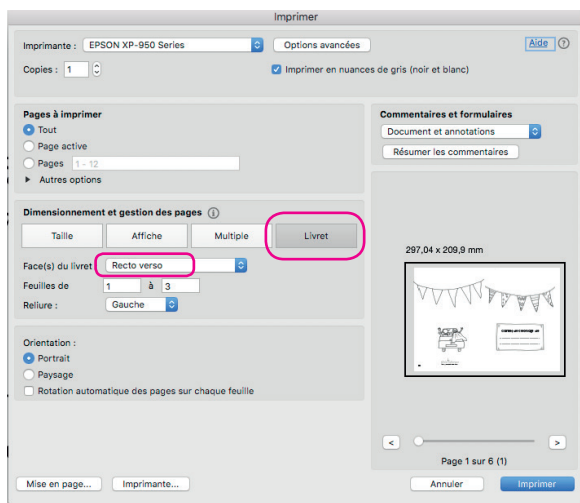 Imprimer
Imprimante : EPSON XP-950 Series Options avancées Aide ?
Copies : 1 Imprimer en nuances de gris (noir et blanc)
Pages à imprimer
Tout
Page active
Pages 1 - 12
Autres options
Commentaires et formulaires
Document et annotations
Résumer les commentaires
Dimensionnement et gestion des pages i
Taille Affiche Multiple Livret
Face(s) du livret Recto verso
Feuilles de 1 à 3
Reliure : Gauche
Orientation :
Portrait
Paysage
Rotation automatique des pages sur chaque feuille
297,04 x 209,9 mm
< >
Page 1 sur 6 (1)
Mise en page... Imprimante... Annuler Imprimer